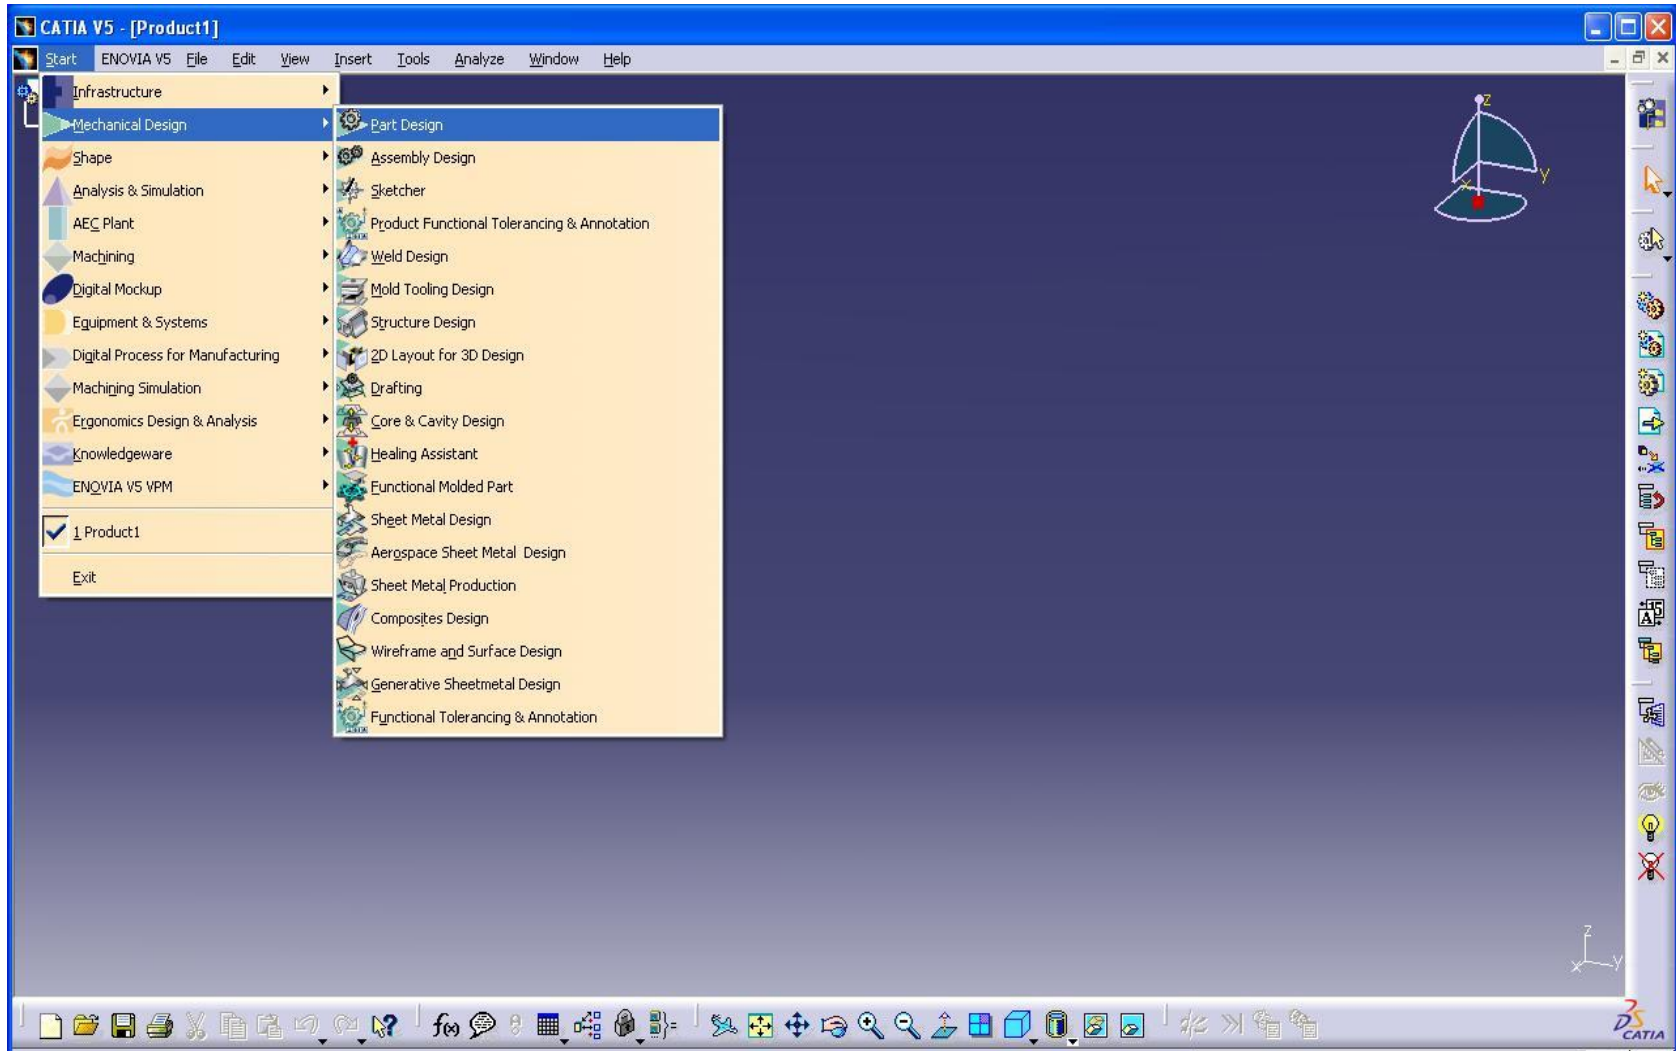 CATIA V5 - [Product1]
Start ENOVIA V5 File Edit View Insert Tools Analyze Window Help
Infrastructure
Mechanical Design
Shape
Analysis & Simulation
AEC Plant
Machining
Digital Mockup
Equipment & Systems
Digital Process for Manufacturing
Machining Simulation
Ergonomics Design & Analysis
Knowledgeware
ENOVIA V5 VPM
1 Product1
Exit
Part Design
Assembly Design
Sketcher
Product Functional Tolerancing & Annotation
Weld Design
Mold Tooling Design
Structure Design
2D Layout for 3D Design
Drafting
Core & Cavity Design
Healing Assistant
Functional Molded Part
Sheet Metal Design
Aerospace Sheet Metal Design
Sheet Metal Production
Composites Design
Wireframe and Surface Design
Generative Sheetmetal Design
Functional Tolerancing & Annotation
z
y
x
z
x y
f(x)
CATIA